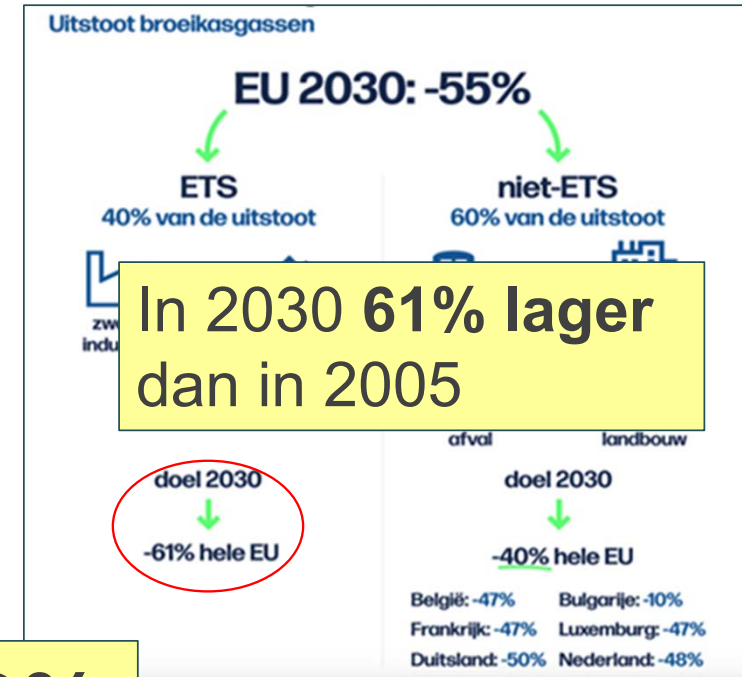 Uitstoot broeikasgassen
EU 2030: -55%
ETS
40% van de uitstoot
niet-ETS
60% van de uitstoot
In 2030 61% lager
dan in 2005
afval
landbouw
doel 2030
-61% hele EU
doel 2030
-40% hele EU
België: -47%
Bulgarije: -10%
Frankrijk: -47%
Luxemburg: -47%
Duitsland: -50%
Nederland: -48%